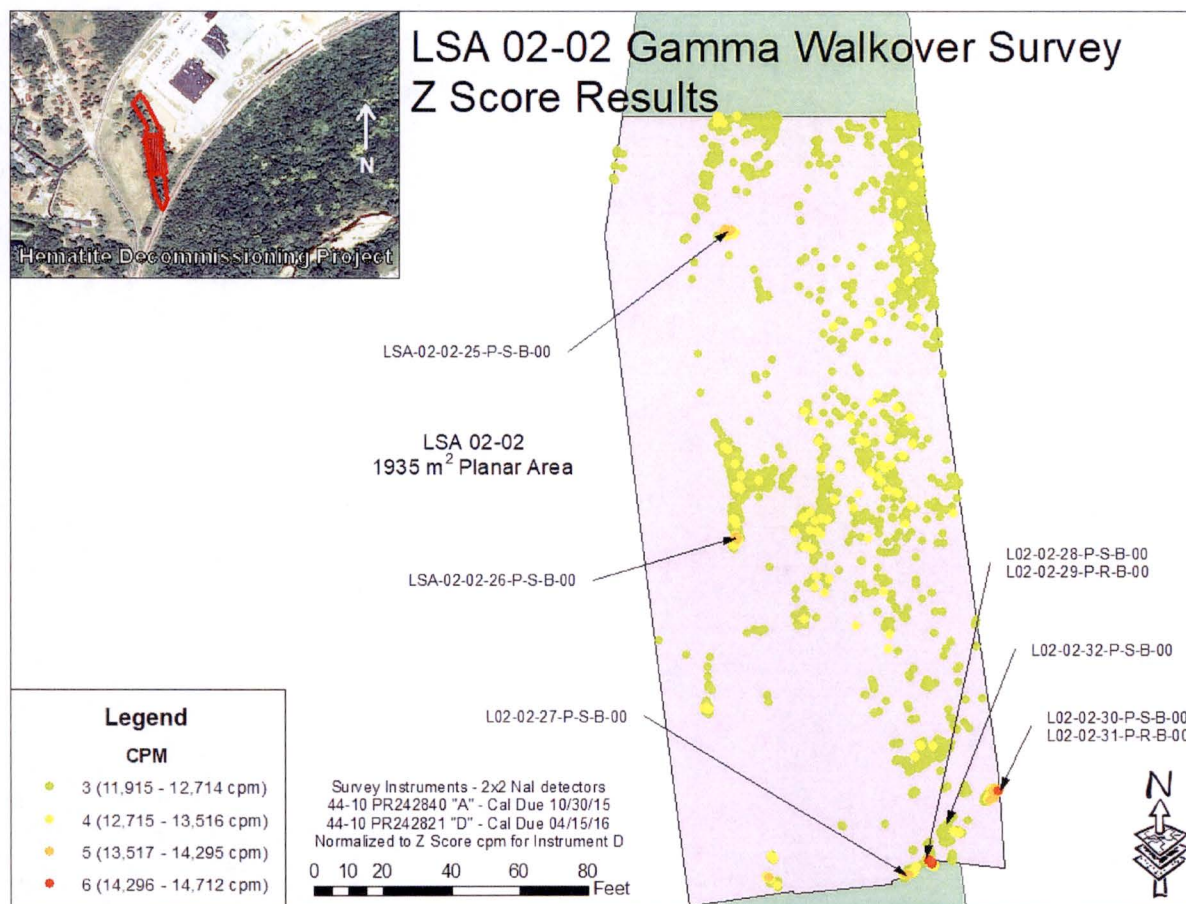 LSA 02-02 Gamma Walkover Survey
Z Score Results
N
Hematite Decommissioning Project
LSA-02-02-25-P-S-B-00
LSA 02-02
1935 m² Planar Area
LSA-02-02-26-P-S-B-00
L02-02-28-P-S-B-00
L02-02-29-P-R-B-00
L02-02-32-P-S-B-00
L02-02-27-P-S-B-00
L02-02-30-P-S-B-00
L02-02-31-P-R-B-00
Legend
CPM
3 (11,915 - 12,714 cpm)
4 (12,715 - 13,516 cpm)
5 (13,517 - 14,295 cpm)
6 (14,296 - 14,712 cpm)
Survey Instruments - 2x2 NaI detectors
44-10 PR242840 "A" - Cal Due 10/30/15
44-10 PR242821 "D" - Cal Due 04/15/16
Normalized to Z Score cpm for Instrument D
0 20 40 60 80
Feet
N